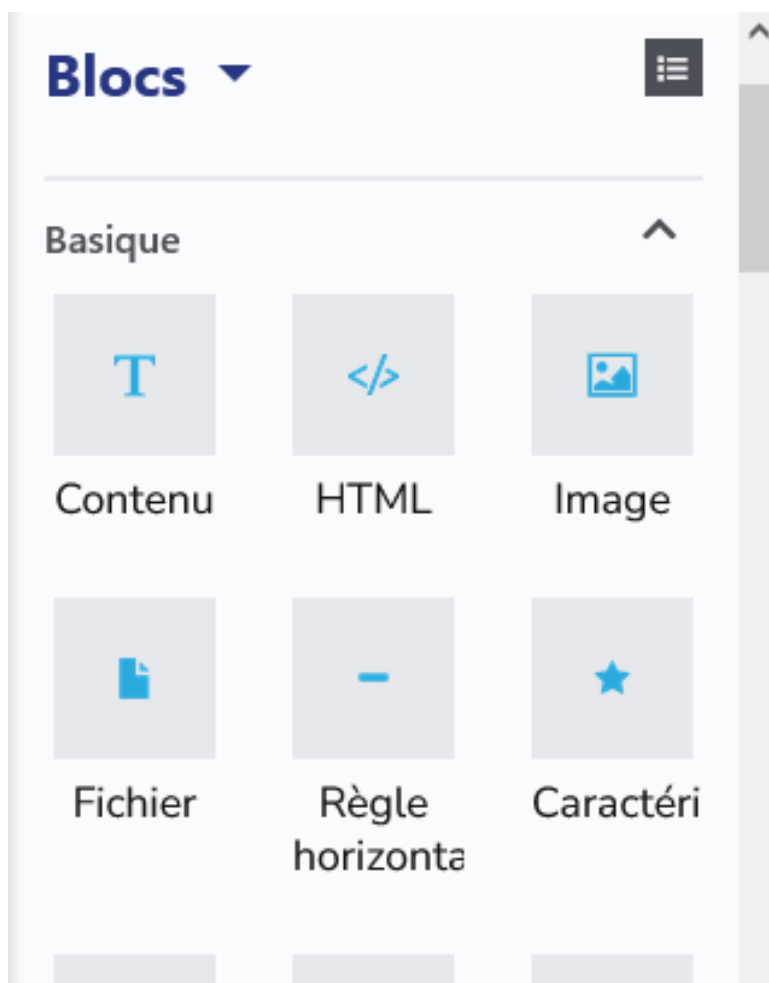 Blocs
Basique
T
</>
Contenu
HTML
Image
Fichier
Règle
horizonta
Caractéri